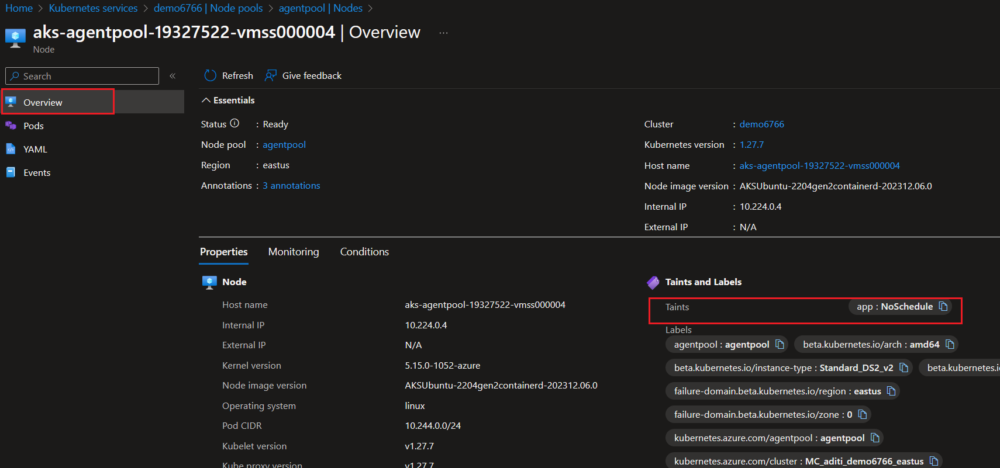 Home > Kubernetes services > demo6766 | Node pools > agentpool | Nodes >
aks-agentpool-19327522-vmss000004 | Overview ...
Node
Search «
Overview
Pods
YAML
Events
Refresh Give feedback
Essentials
Status : Ready
Node pool : agentpool
Region : eastus
Annotations : 3 annotations
Cluster : demo6766
Kubernetes version : 1.27.7
Host name : aks-agentpool-19327522-vmss000004
Node image version : AKSUbuntu-2204gen2containerd-202312.06.0
Internal IP : 10.224.0.4
External IP : N/A
Properties Monitoring Conditions
Node
Host name aks-agentpool-19327522-vmss000004
Internal IP 10.224.0.4
External IP N/A
Kernel version 5.15.0-1052-azure
Node image version AKSUbuntu-2204gen2containerd-202312.06.0
Operating system linux
Pod CIDR 10.244.0.0/24
Kubelet version v1.27.7
Kube proxy version v1.27.7
Taints and Labels
Taints app : NoSchedule
Labels
agentpool : agentpool beta.kubernetes.io/arch : amd64
beta.kubernetes.io/instance-type : Standard_DS2_v2 beta.kubernetes.i
failure-domain.beta.kubernetes.io/region : eastus
failure-domain.beta.kubernetes.io/zone : 0
kubernetes.azure.com/agentpool : agentpool
kubernetes.azure.com/cluster : MC_aditi_demo6766_eastus